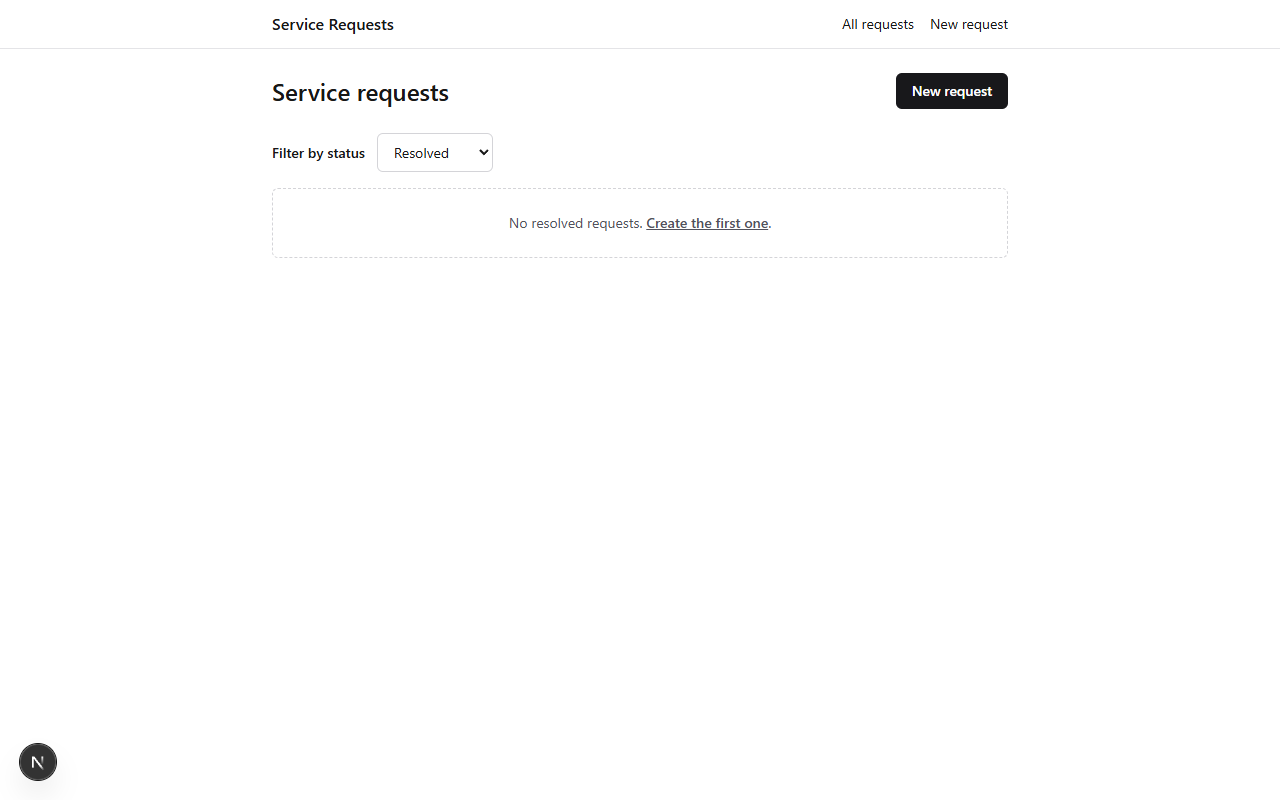 Service Requests
All requests
New request
Service requests
New request
Filter by status
Resolved
No resolved requests. Create the first one.
N